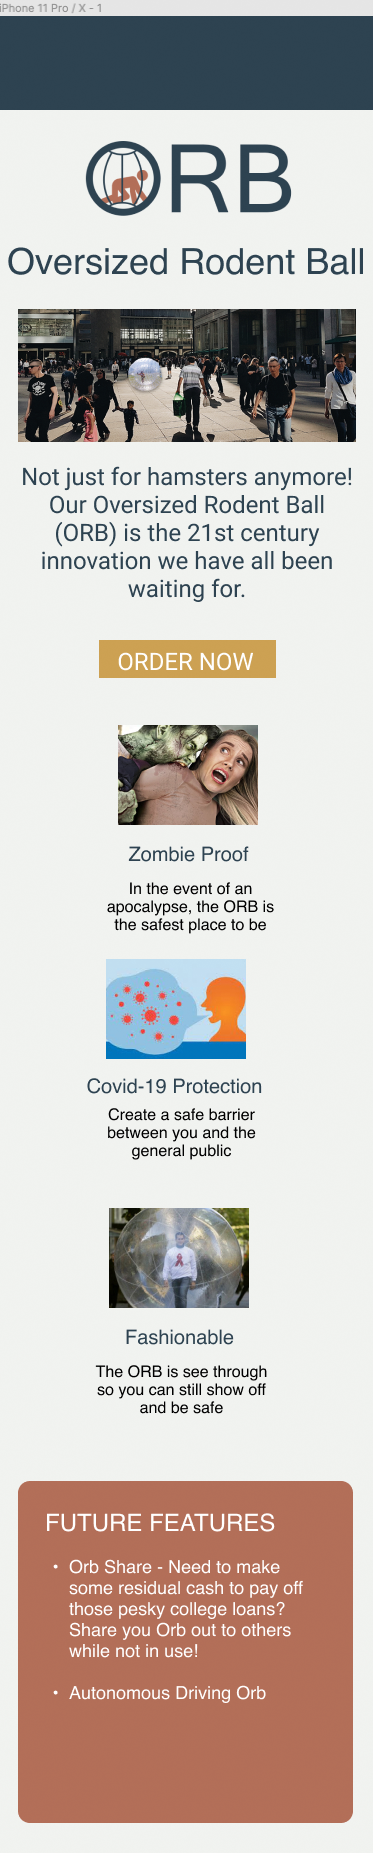 iPhone 11 Pro / X - 1
ORB
Oversized Rodent Ball
Not just for hamsters anymore!
Our Oversized Rodent Ball
(ORB) is the 21st century
innovation we have all been
waiting for.
ORDER NOW
Zombie Proof
In the event of an
apocalypse, the ORB is
the safest place to be
Covid-19 Protection
Create a safe barrier
between you and the
general public
Fashionable
The ORB is see through
so you can still show off
and be safe
FUTURE FEATURES
• Orb Share - Need to make
some residual cash to pay off
those pesky college loans?
Share you Orb out to others
while not in use!
• Autonomous Driving Orb